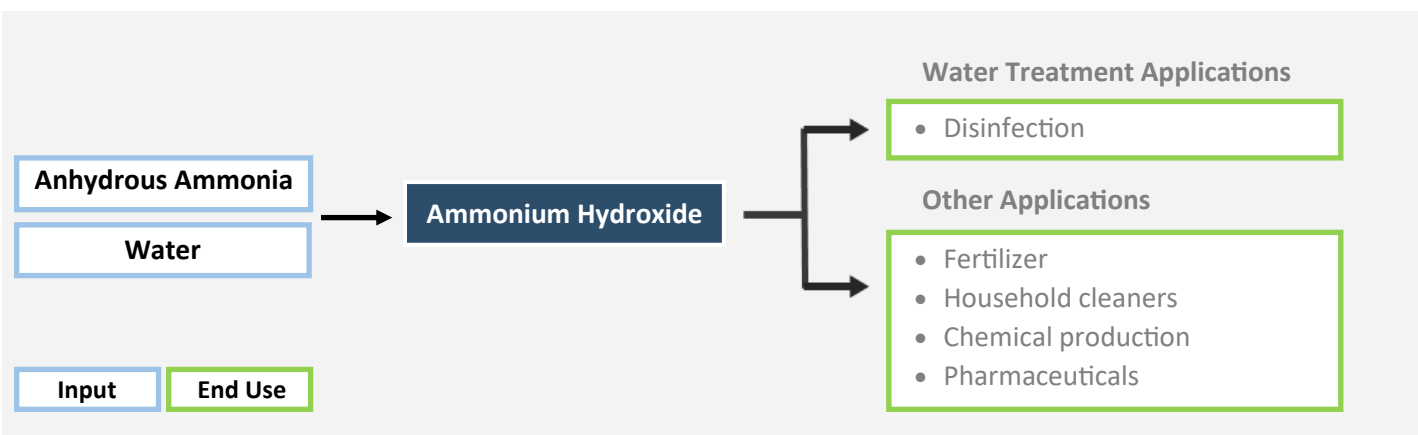 Water Treatment Applications
• Disinfection
Anhydrous Ammonia
Water
Ammonium Hydroxide
Other Applications
• Fertilizer
• Household cleaners
• Chemical production
• Pharmaceuticals
Input
End Use